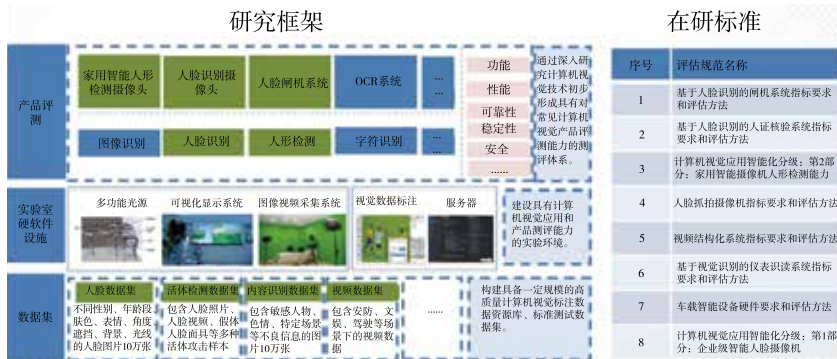 研究框架
在研标准
产品评
测
家用智能人形
检测摄像头
人脸识别摄
像头
人脸闸机系统
OCR系统
...
...
图像识别
人脸识别
人形检测
字符识别
...
...
功能
性能
可靠性
稳定性
安全
......
通过深入研
究计算机视
觉技术初步
形成具有对
常见计算机
视觉产品评
测能力的测
评体系。
实验室
硬软件
设施
多功能光源
可视化显示系统
图像视频采集系统
视觉数据标注
服务器
建设具有计算
机视觉应用和
产品测评能力
的实验环境。
数据集
人脸数据集
不同性别、年龄段
肤色、表情、角度
遮挡、背景、光线
的人脸图片10万张
活体检测数据集
包含人脸照片、
人脸视频、假体
人脸面具等多种
活体攻击样本
内容识别数据集
包含敏感人物、
色情、特定场景
等不良信息的图
片10万张
视频数据集
包含安防、文
娱、驾驶等场
景下的视频数
据
......
构建具备一定规模的高
质量计算机视觉标注数
据资源库、标准测试
数据集。
序号
评估规范名称
1
基于人脸识别的闸机系统指标要求
和评估方法
2
基于人脸识别的人证核验系统指标
要求和评估方法
3
计算机视觉应用智能化分级：第2部
分：家用智能摄像机人形检测能力
4
人脸抓拍摄像机指标要求和评估方法
5
视频结构化系统指标要求和评估方法
6
基于视觉识别的仪表识读系统指标
要求和评估方法
7
车载智能设备硬件要求和评估方法
8
计算机视觉应用智能化分级：第1部
分：企业级智能人脸摄像机